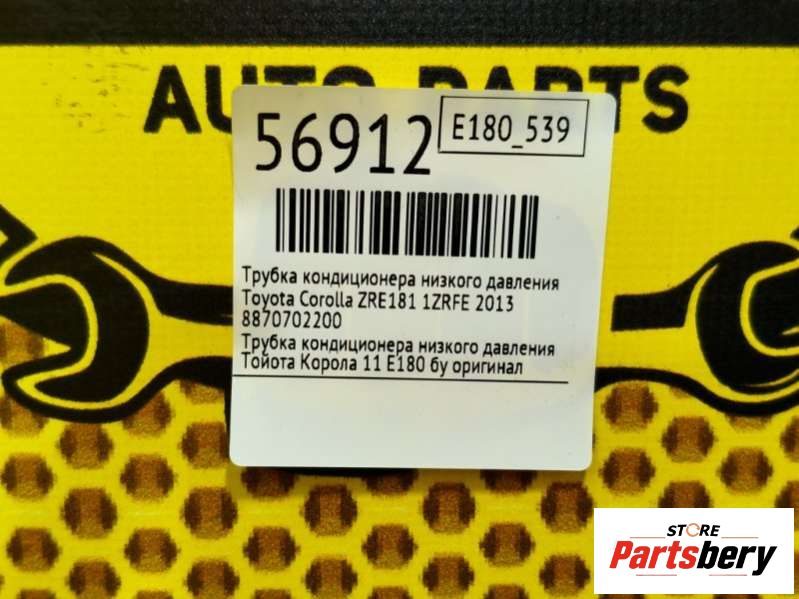 AUTO PARTS
56912
E180_539
Трубка кондиционера низкого давления
Toyota Corolla ZRE181 1ZRFE 2013
8870702200
Трубка кондиционера низкого давления
Тойота Корола 11 Е180 бу оригинал
STORE
Partsbery